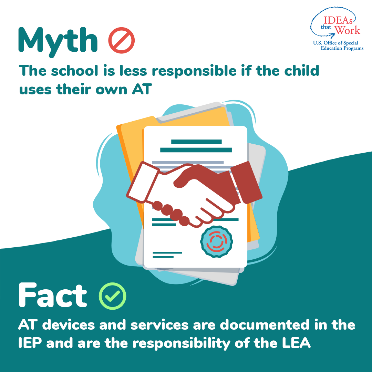 Myth
IDEAs
that
Work
U.S. Office of Special
Education Programs
The school is less responsible if the child
uses their own AT
Fact
AT devices and services are documented in the
IEP and are the responsibility of the LEA